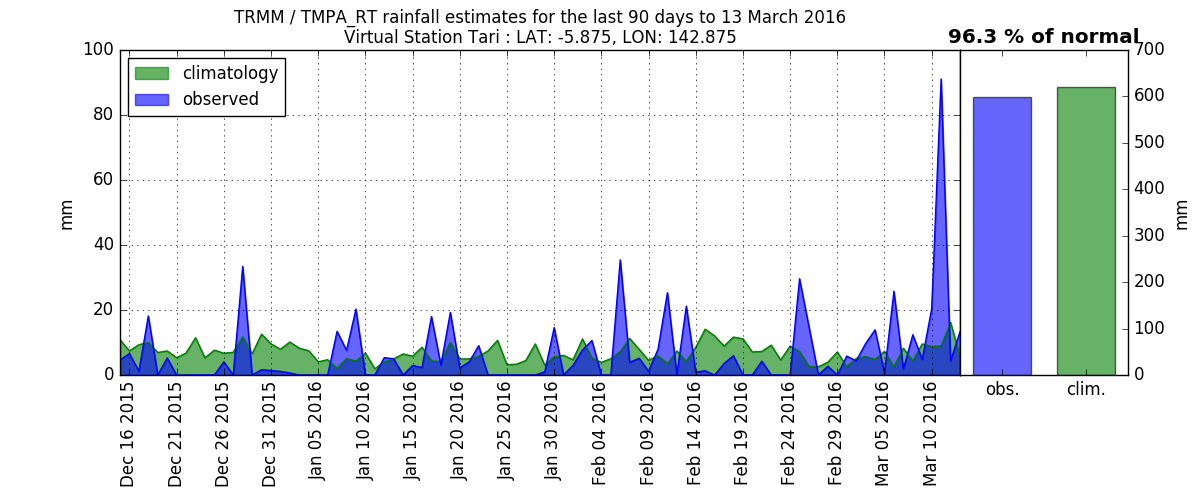 TRMM / TMPA_RT rainfall estimates for the last 90 days to 13 March 2016
Virtual Station Tari : LAT: -5.875, LON: 142.875
96.3 % of normal
climatology
observed
100
80
60
40
20
0
mm
Dec 16 2015
Dec 21 2015
Dec 26 2015
Dec 31 2015
Jan 05 2016
Jan 10 2016
Jan 15 2016
Jan 20 2016
Jan 25 2016
Jan 30 2016
Feb 04 2016
Feb 09 2016
Feb 14 2016
Feb 19 2016
Feb 24 2016
Feb 29 2016
Mar 05 2016
Mar 10 2016
obs.
clim.
700
600
500
400
300
200
100
0
mm